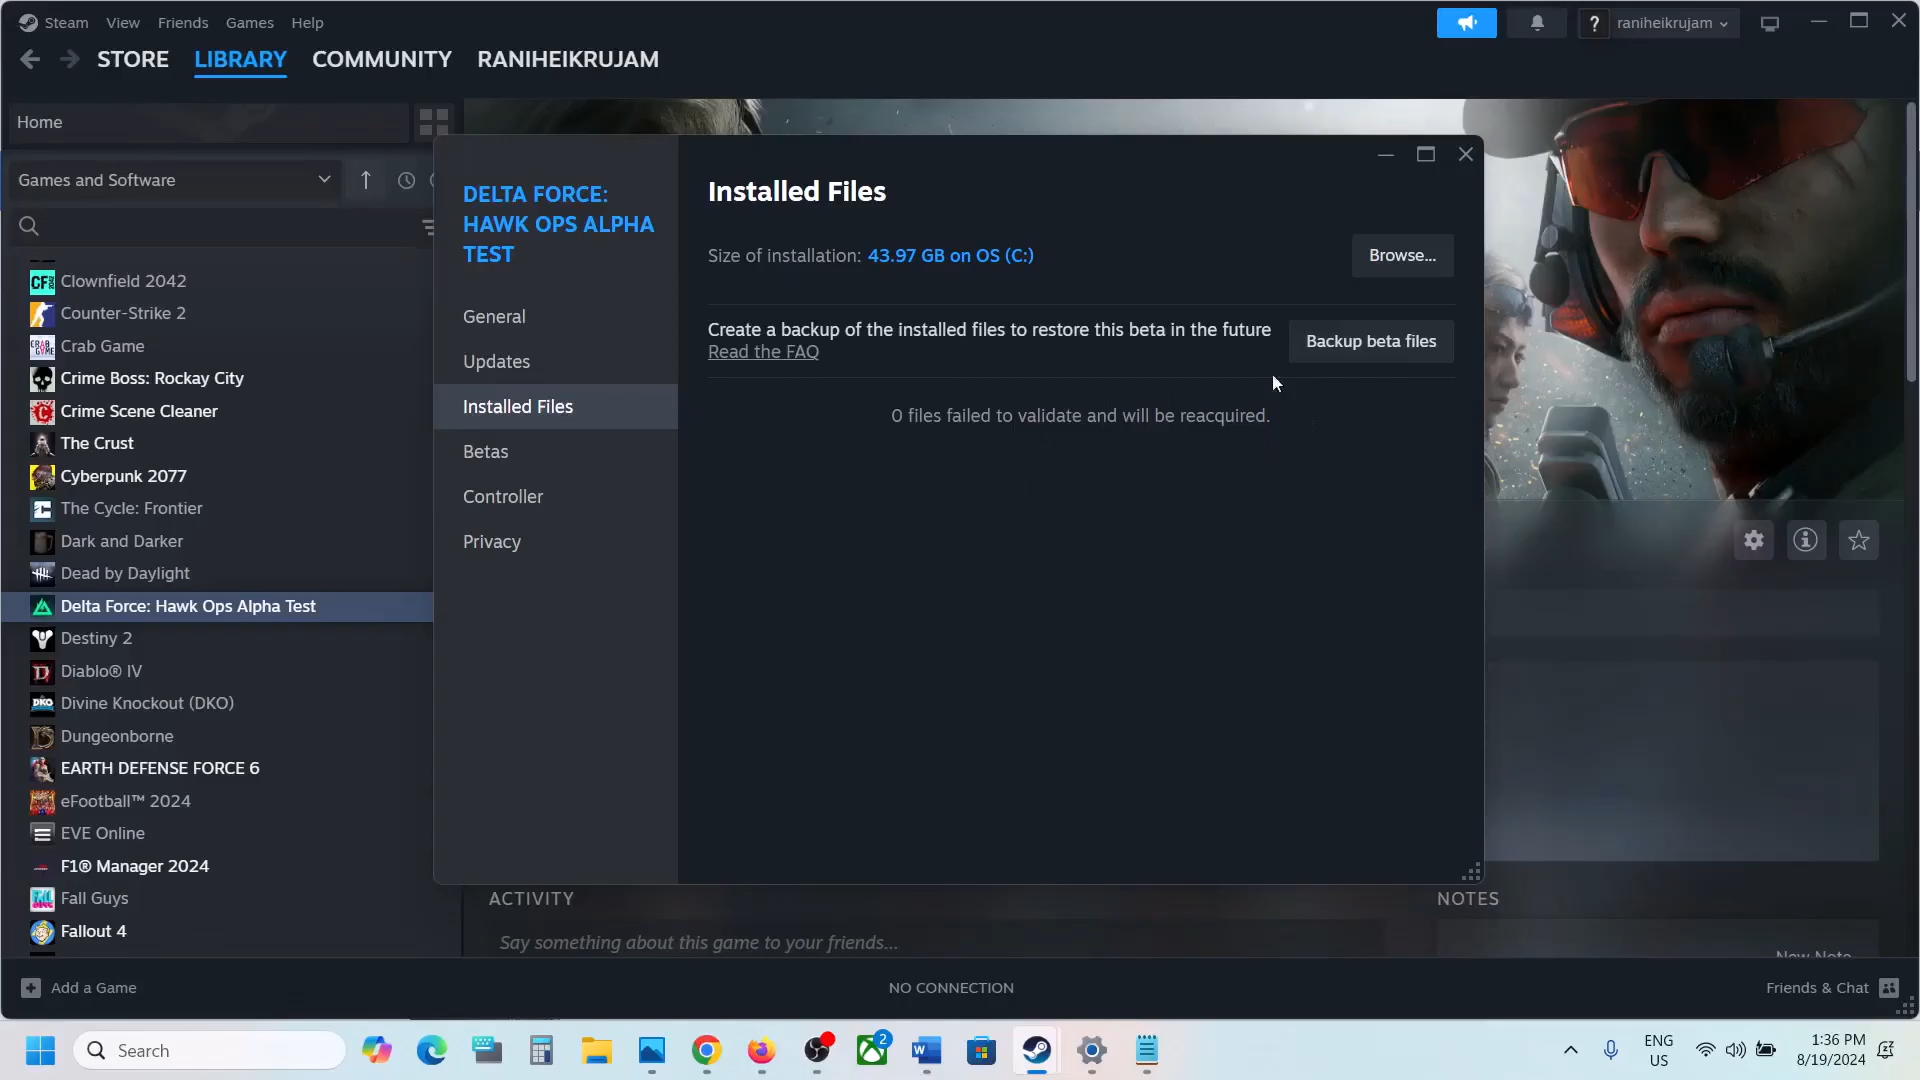 Steam View Friends Games Help
raniheikrujam
STORE LIBRARY COMMUNITY RANIHEIKRUJAM
Home
Games and Software
Clownfield 2042
Counter-Strike 2
Crab Game
Crime Boss: Rockay City
Crime Scene Cleaner
The Crust
Cyberpunk 2077
The Cycle: Frontier
Dark and Darker
Dead by Daylight
Delta Force: Hawk Ops Alpha Test
Destiny 2
Diablo® IV
Divine Knockout (DKO)
Dungeonborne
EARTH DEFENSE FORCE 6
eFootball™ 2024
EVE Online
F1® Manager 2024
Fall Guys
Fallout 4
DELTA FORCE:
HAWK OPS ALPHA
TEST
General
Updates
Installed Files
Betas
Controller
Privacy
Installed Files
Size of installation: 43.97 GB on OS (C:)
Browse...
Create a backup of the installed files to restore this beta in the future
Read the FAQ
Backup beta files
0 files failed to validate and will be reacquired.
ACTIVITY
NOTES
Say something about this game to your friends...
New Note
Add a Game
NO CONNECTION
Friends & Chat
Search
2
ENG
US
1:36 PM
8/19/2024